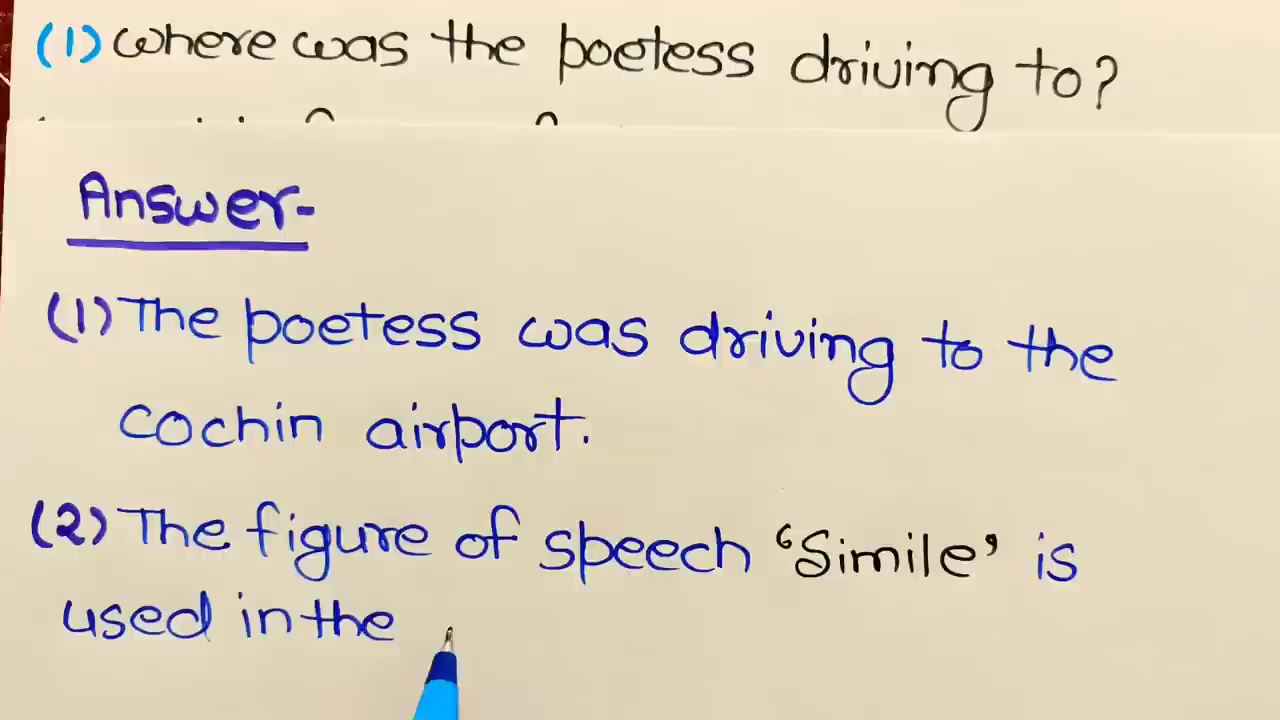 (1) where was the poetess driving to?
Answer-
(1) The poetess was driving to the
cochin airport.
(2) The figure of speech ‘Simile’ is
used in the